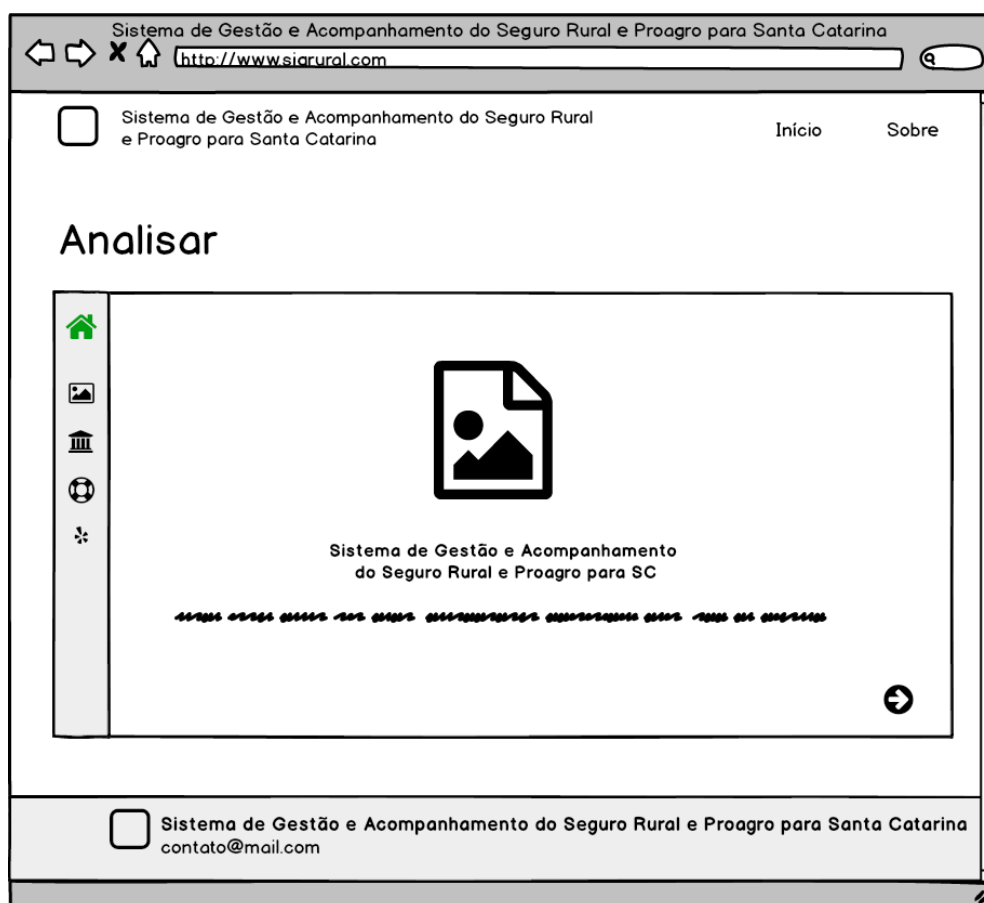 Sistema de Gestão e Acompanhamento do Seguro Rural e Proagro para Santa Catarina
http://www.sigrural.com
Sistema de Gestão e Acompanhamento do Seguro Rural
e Proagro para Santa Catarina
Início
Sobre
Analisar
Sistema de Gestão e Acompanhamento
do Seguro Rural e Proagro para SC
Sistema de Gestão e Acompanhamento do Seguro Rural e Proagro para Santa Catarina
contato@mail.com